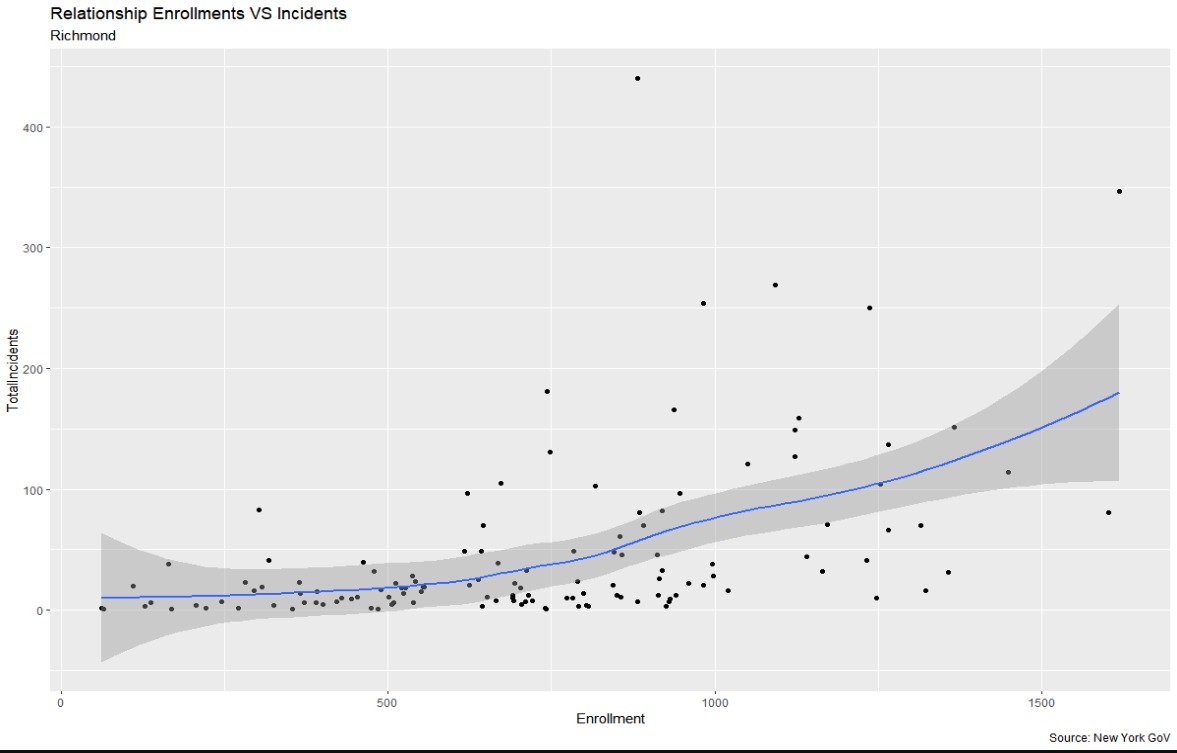 Relationship Enrollments VS Incidents
Richmond
400
300
200
100
0
TotalIncidents
0 500 1000 1500
Enrollment
Source: New York GoV